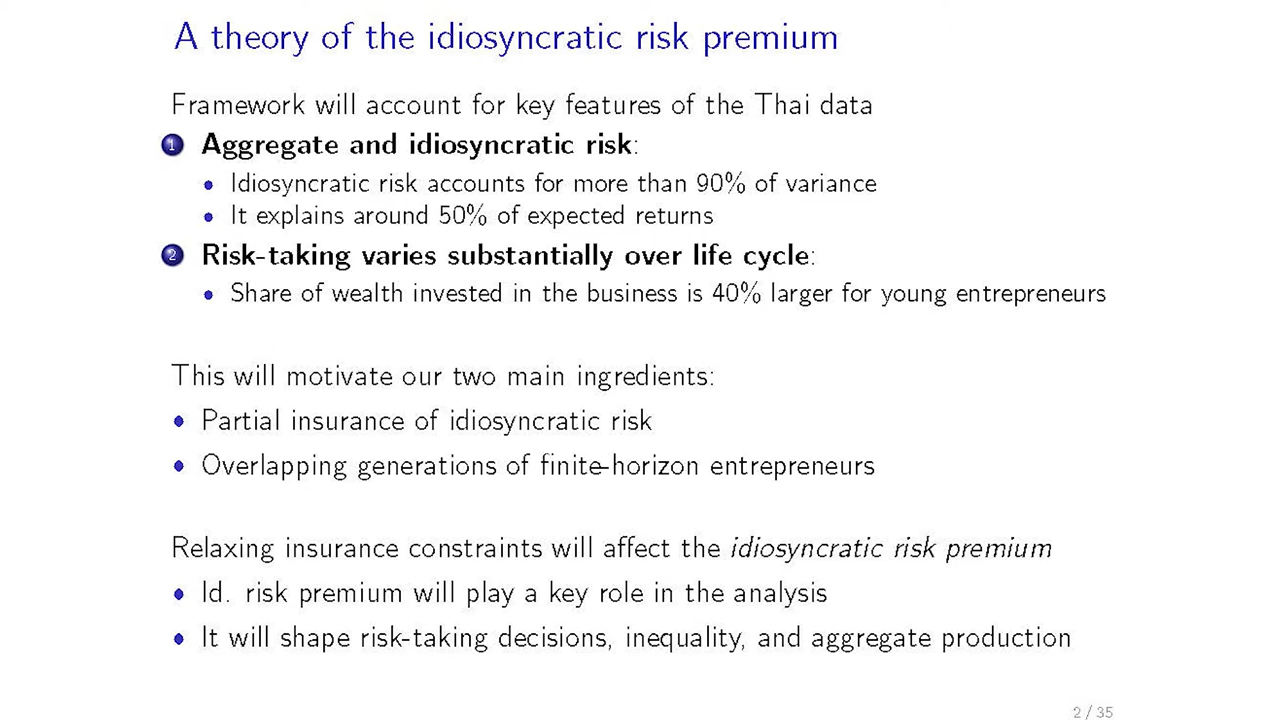 A theory of the idiosyncratic risk premium
Framework will account for key features of the Thai data
1 Aggregate and idiosyncratic risk:
• Idiosyncratic risk accounts for more than 90% of variance
• It explains around 50% of expected returns
2 Risk-taking varies substantially over life cycle:
• Share of wealth invested in the business is 40% larger for young entrepreneurs
This will motivate our two main ingredients:
• Partial insurance of idiosyncratic risk
• Overlapping generations of finite-horizon entrepreneurs
Relaxing insurance constraints will affect the idiosyncratic risk premium
• Id. risk premium will play a key role in the analysis
• It will shape risk-taking decisions, inequality, and aggregate production
2 / 35